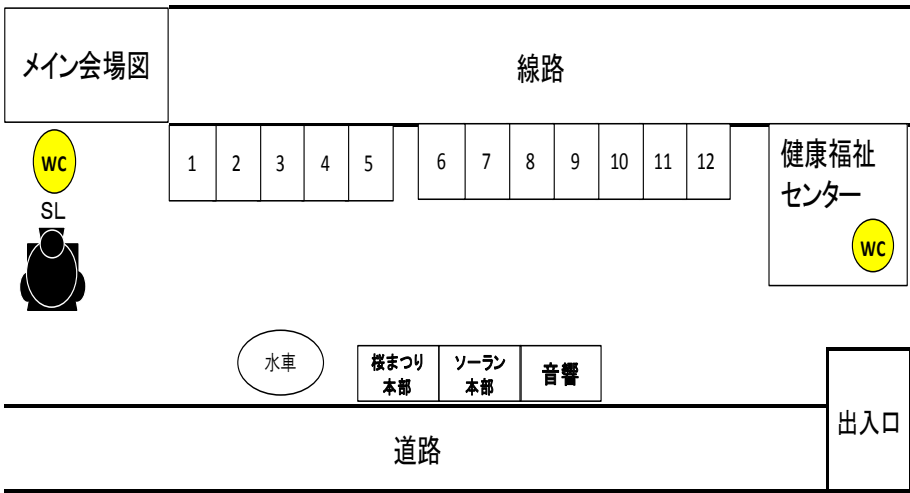 メイン会場図
線路
WC
SL
1
2
3
4
5
6
7
8
9
10
11
12
健康福祉
センター
WC
水車
桜まつり
本部
ソーラン
本部
音響
出入口
道路